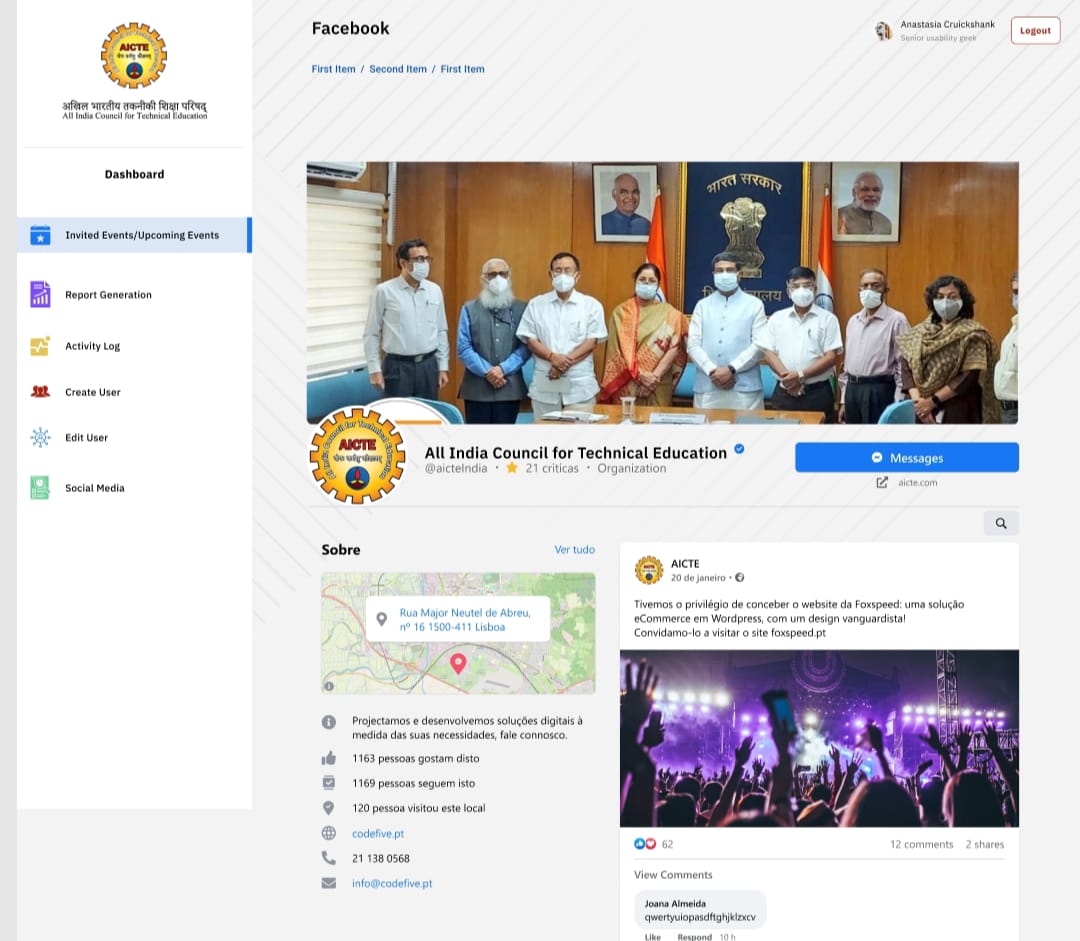 AICTE
अखिल भारतीय तकनीकी शिक्षा परिषद्
All India Council for Technical Education
Dashboard
Invited Events/Upcoming Events
Report Generation
Activity Log
Create User
Edit User
Social Media
Facebook
First Item / Second Item / First Item
Anastasia Cruickshank
Senior usability geek
Logout
भारत सरकार
AICTE
All India Council for Technical Education
@aicteIndia • 21 críticas • Organization
Messages
aicte.com
Sobre
Ver tudo
Rua Major Neutel de Abreu,
nº 16 1500-411 Lisboa
Projectamos e desenvolvemos soluções digitais à
medida das suas necessidades, fale connosco.
1163 pessoas gostam disto
1169 pessoas seguem isto
120 pessoa visitou este local
codefive.pt
21 138 0568
info@codefive.pt
AICTE
20 de janeiro •
Tivemos o privilégio de conceber o website da Foxspeed: uma solução
eCommerce em Wordpress, com um design vanguardista!
Convidamo-lo a visitar o site foxspeed.pt
62
12 comments 2 shares
View Comments
Joana Almeida
qwertyuiopasdftghjklzxcv
Like Respond 10 h